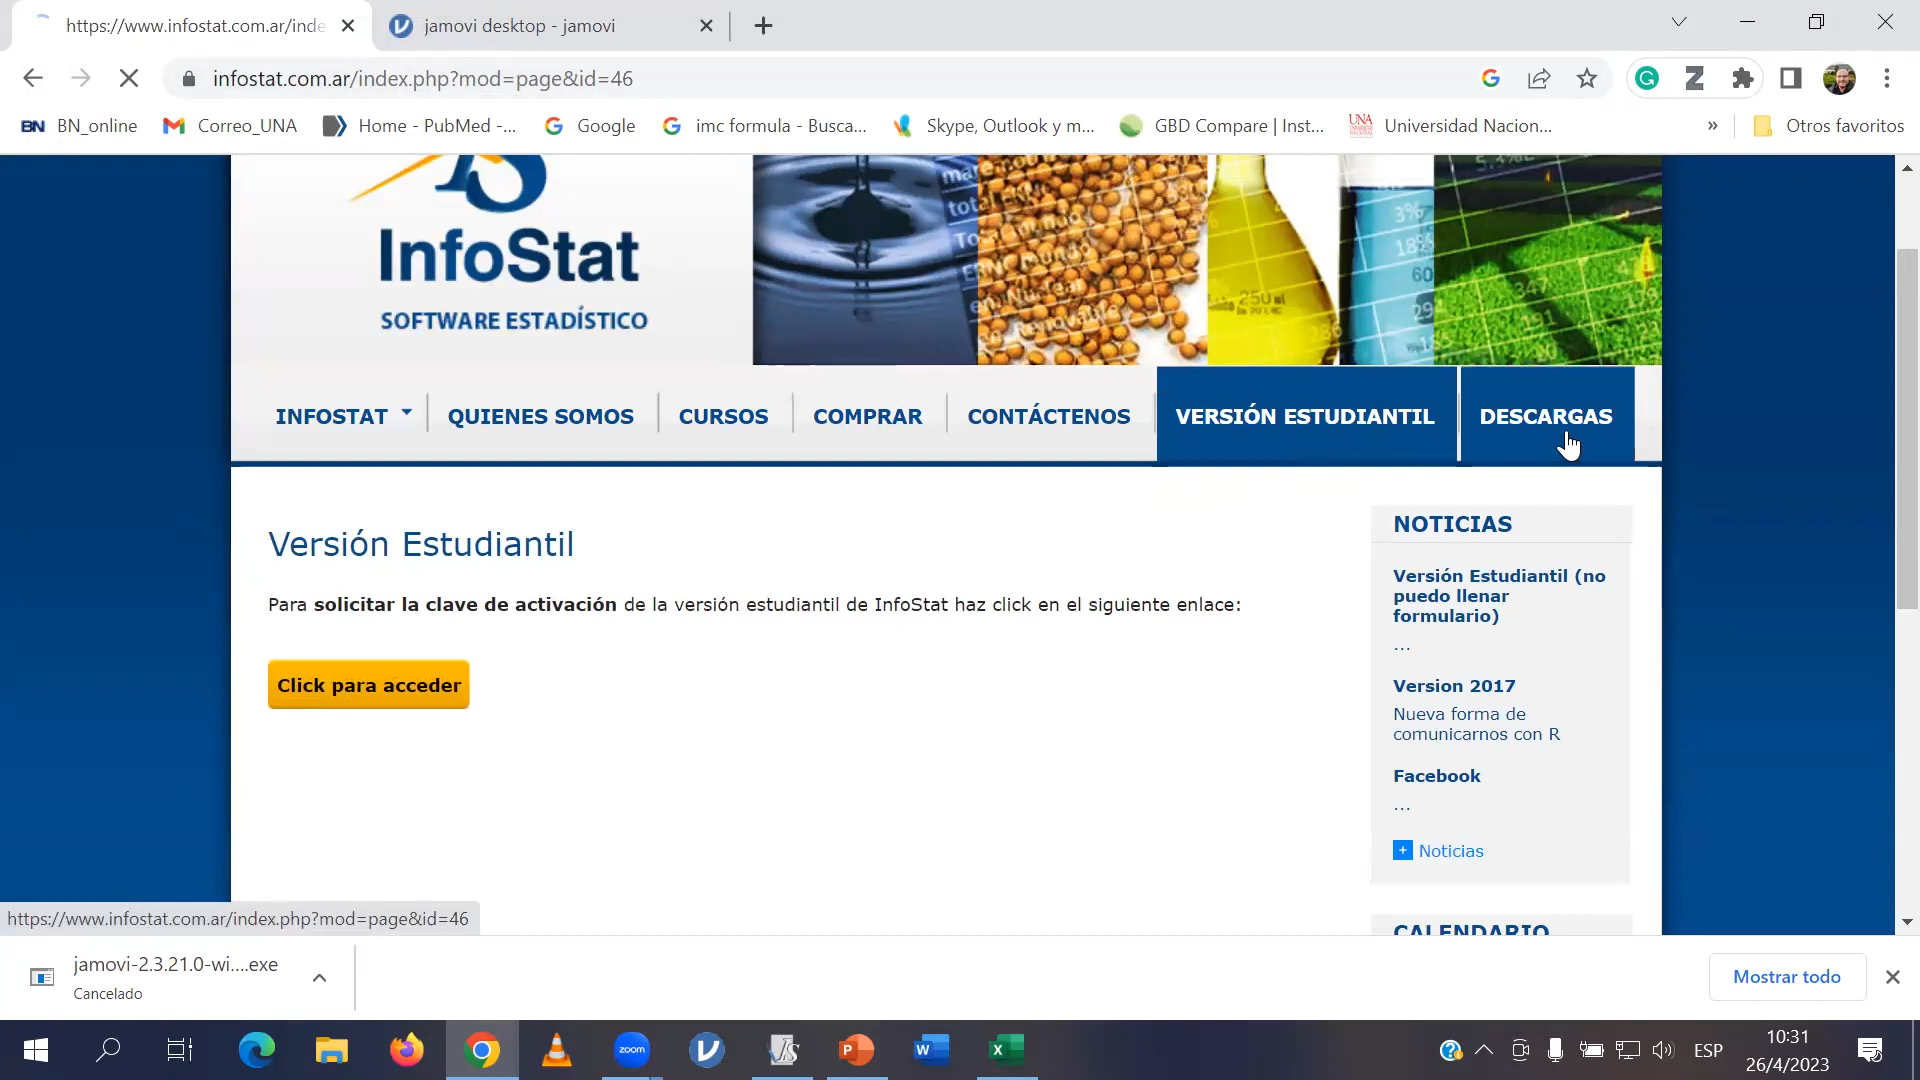 https://www.infostat.com.ar/inde
jamovi desktop - jamovi
infostat.com.ar/index.php?mod=page&id=46
BN BN_online
Correo_UNA
Home - PubMed -...
Google
imc formula - Busca...
Skype, Outlook y m...
GBD Compare | Inst...
UNA Universidad Nacion...
»
Otros favoritos
InfoStat
SOFTWARE ESTADÍSTICO
INFOSTAT
QUIENES SOMOS
CURSOS
COMPRAR
CONTÁCTENOS
VERSIÓN ESTUDIANTIL
DESCARGAS
Versión Estudiantil
Para solicitar la clave de activación de la versión estudiantil de InfoStat haz click en el siguiente enlace:
Click para acceder
NOTICIAS
Versión Estudiantil (no
puedo llenar
formulario)
...
Version 2017
Nueva forma de
comunicarnos con R
Facebook
...
+ Noticias
CALENDARIO
https://www.infostat.com.ar/index.php?mod=page&id=46
jamovi-2.3.21.0-wi....exe
Cancelado
Mostrar todo
zoom
ESP
10:31
26/4/2023